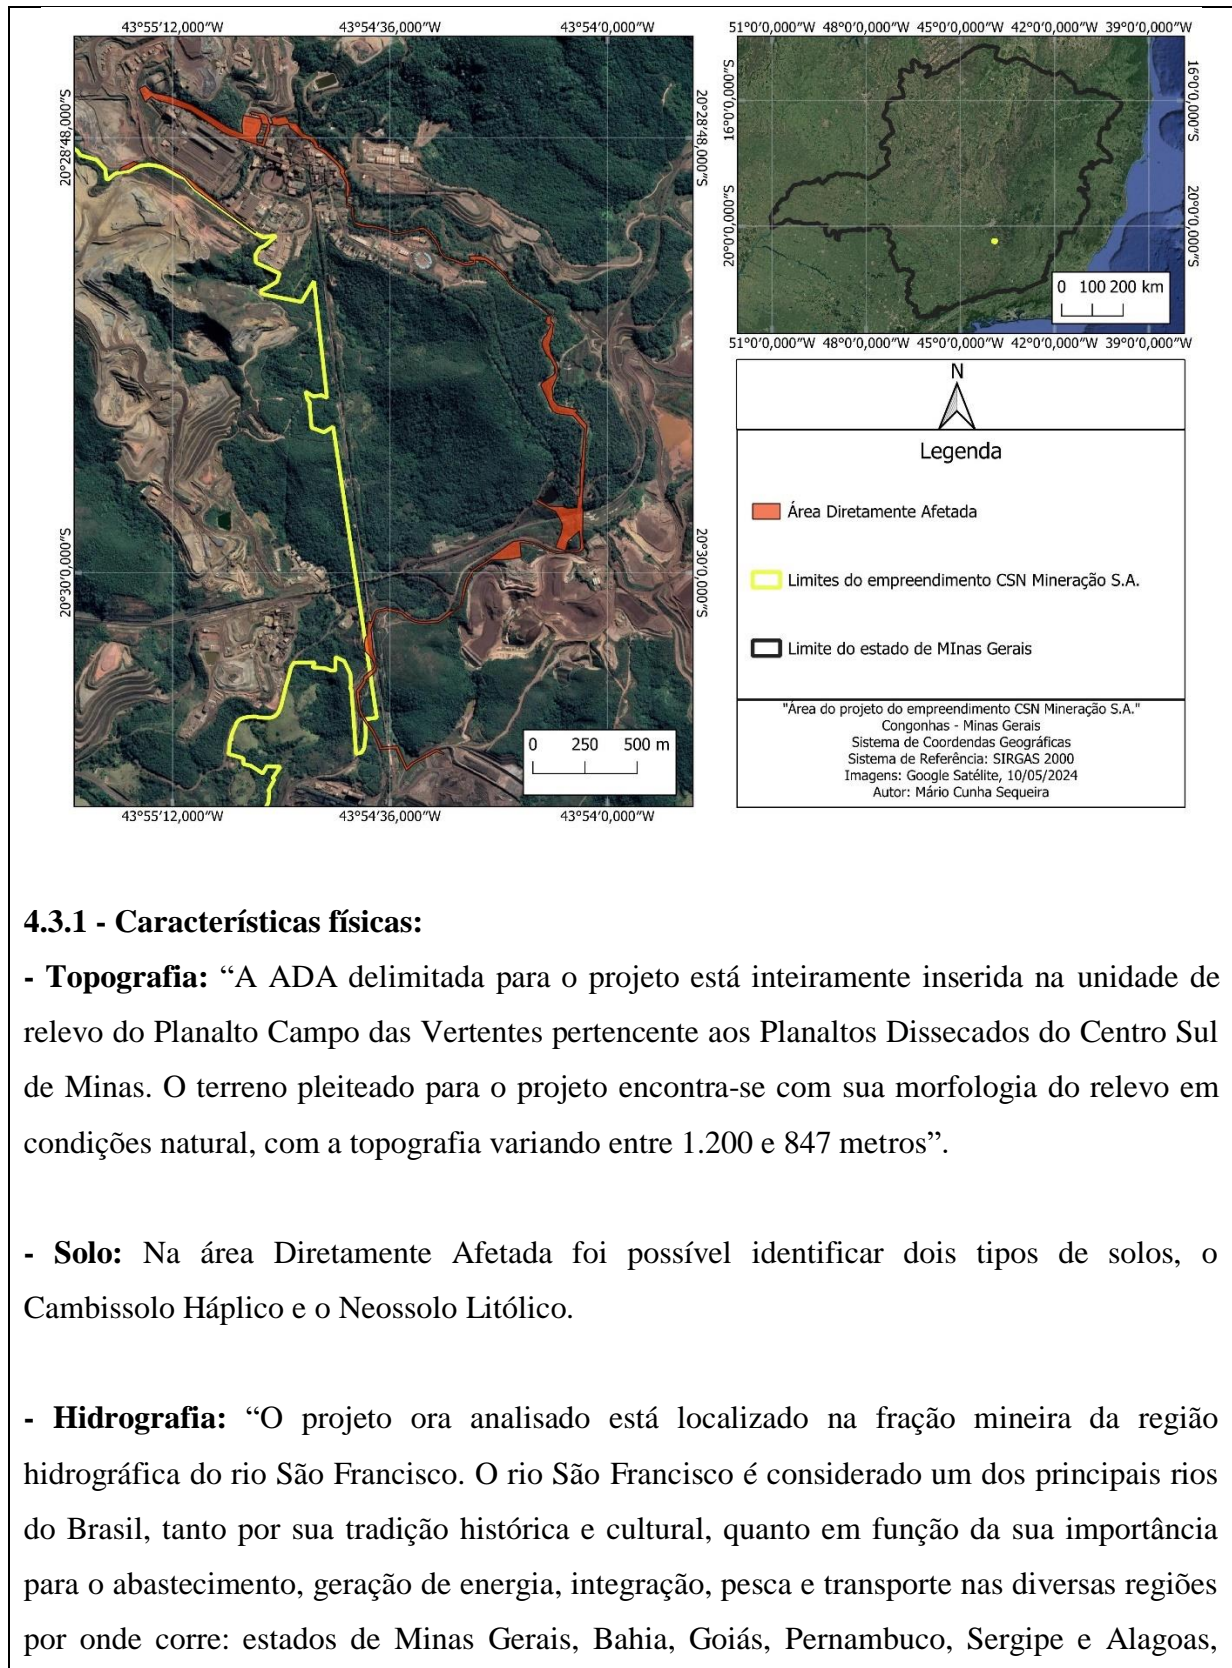 43°55′12,000″W 43°54′36,000″W 43°54′0,000″W
20°28′48,000″S
20°28′48,000″S
20°30′0,000″S
20°30′0,000″S
0 250 500 m
43°55′12,000″W 43°54′36,000″W 43°54′0,000″W
51°0′0,000″W 48°0′0,000″W 45°0′0,000″W 42°0′0,000″W 39°0′0,000″W
16°0′0,000″S
16°0′0,000″S
20°0′0,000″S
20°0′0,000″S
0 100 200 km
51°0′0,000″W 48°0′0,000″W 45°0′0,000″W 42°0′0,000″W 39°0′0,000″W
N
Legenda
Área Diretamente Afetada
Limites do empreendimento CSN Mineração S.A.
Limite do estado de MInas Gerais
"Área do projeto do empreendimento CSN Mineração S.A."
Congonhas - Minas Gerais
Sistema de Coordendas Geográficas
Sistema de Referência: SIRGAS 2000
Imagens: Google Satélite, 10/05/2024
Autor: Mário Cunha Sequeira
4.3.1 - Características físicas:
- Topografia: “A ADA delimitada para o projeto está inteiramente inserida na unidade de
relevo do Planalto Campo das Vertentes pertencente aos Planaltos Dissecados do Centro Sul
de Minas. O terreno pleiteado para o projeto encontra-se com sua morfologia do relevo em
condições natural, com a topografia variando entre 1.200 e 847 metros”.
- Solo: Na área Diretamente Afetada foi possível identificar dois tipos de solos, o
Cambissolo Háplico e o Neossolo Litólico.
- Hidrografia: “O projeto ora analisado está localizado na fração mineira da região
hidrográfica do rio São Francisco. O rio São Francisco é considerado um dos principais rios
do Brasil, tanto por sua tradição histórica e cultural, quanto em função da sua importância
para o abastecimento, geração de energia, integração, pesca e transporte nas diversas regiões
por onde corre: estados de Minas Gerais, Bahia, Goiás, Pernambuco, Sergipe e Alagoas,